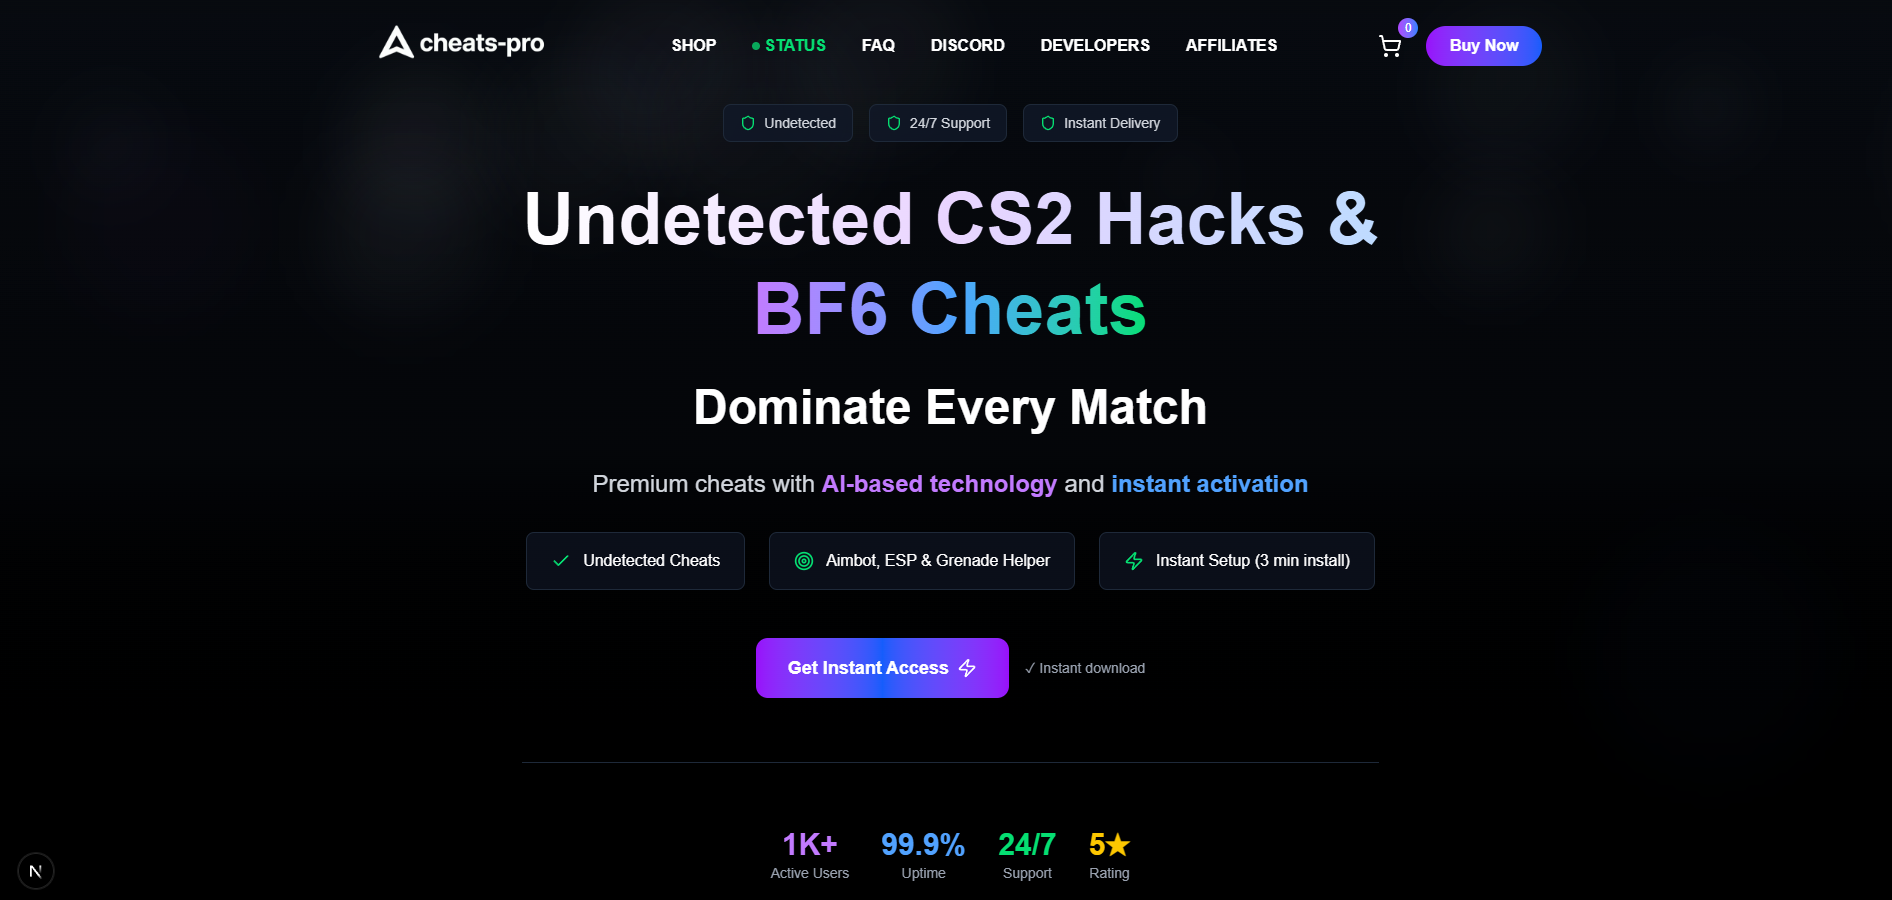 cheats-pro
SHOP
STATUS
FAQ
DISCORD
DEVELOPERS
AFFILIATES
0
Buy Now
Undetected
24/7 Support
Instant Delivery
Undetected CS2 Hacks &
BF6 Cheats
Dominate Every Match
Premium cheats with AI-based technology and instant activation
Undetected Cheats
Aimbot, ESP & Grenade Helper
Instant Setup (3 min install)
Get Instant Access
✓ Instant download
1K+
Active Users
99.9%
Uptime
24/7
Support
5★
Rating
N